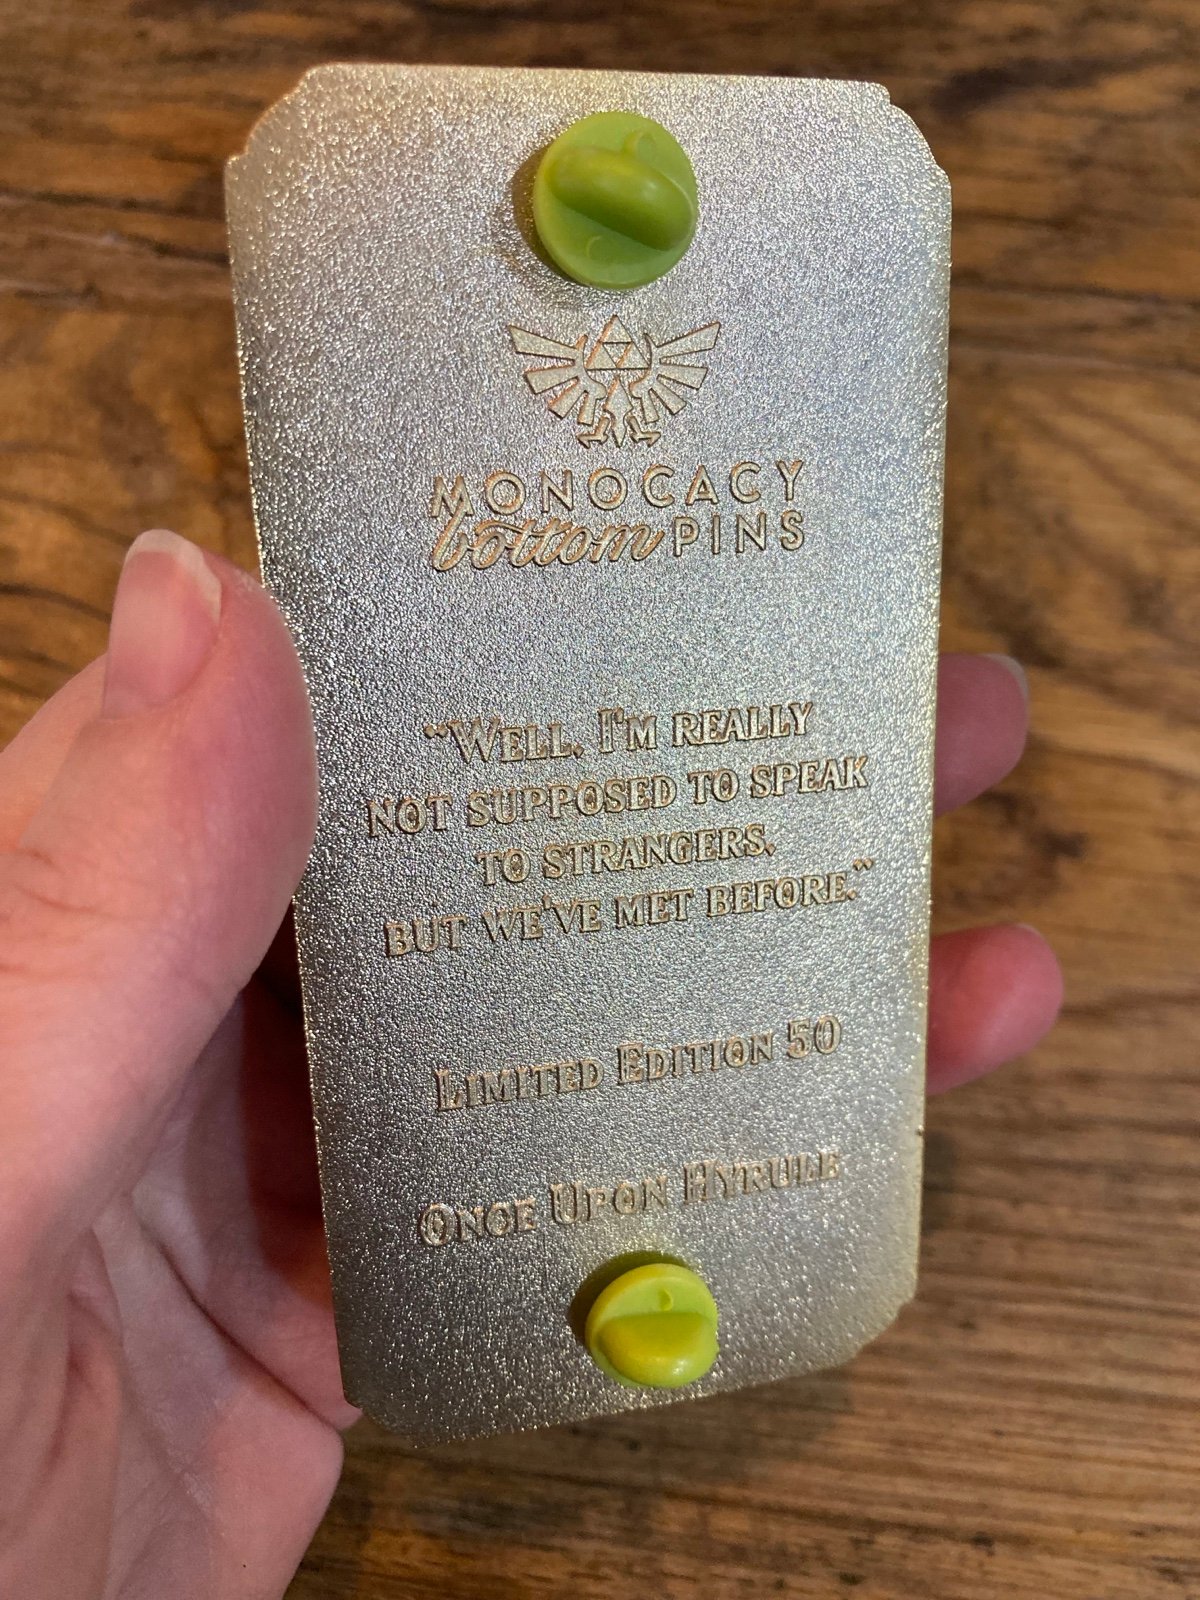 MONOCACY
bottom PINS
"WELL, I'M REALLY
NOT SUPPOSED TO SPEAK
TO STRANGERS,
BUT WE'VE MET BEFORE."
LIMITED EDITION 50
ONCE UPON HYRULE